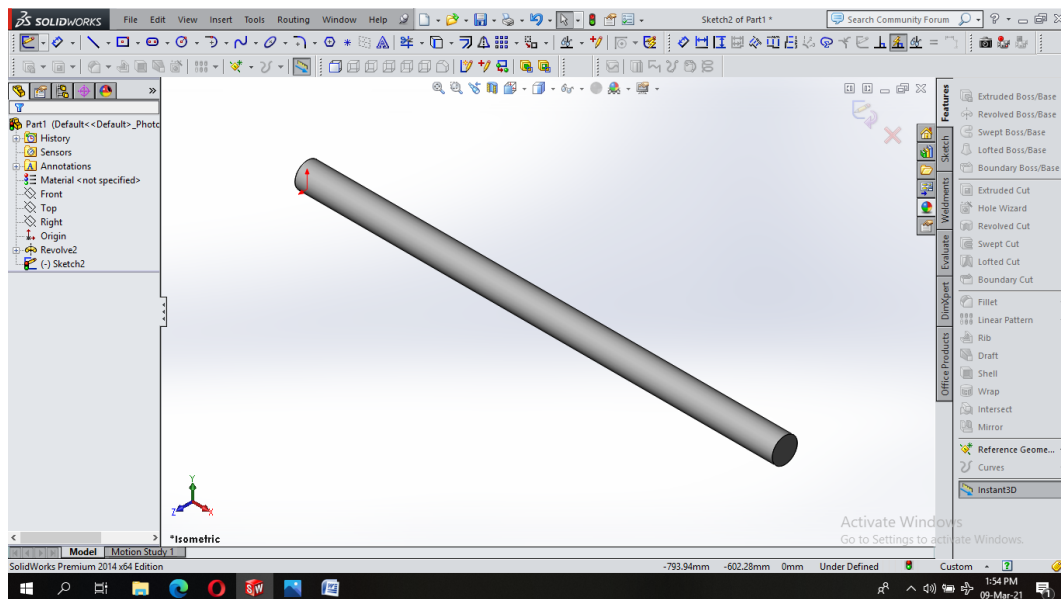 SOLIDWORKS File Edit View Insert Tools Routing Window Help Sketch2 of Part1 * Search Community Forum
Part1 (Default<<Default>_Photo
History
Sensors
Annotations
Material <not specified>
Front
Top
Right
Origin
Revolve2
(-) Sketch2
Y
Z
X
*Isometric
Model Motion Study 1
Features
Sketch
Weldments
Evaluate
DimXpert
Office Products
Extruded Boss/Base
Revolved Boss/Base
Swept Boss/Base
Lofted Boss/Base
Boundary Boss/Base
Extruded Cut
Hole Wizard
Revolved Cut
Swept Cut
Lofted Cut
Boundary Cut
Fillet
Linear Pattern
Rib
Draft
Shell
Wrap
Intersect
Mirror
Reference Geome...
Curves
Instant3D
Activate Windows
Go to Settings to activate Windows.
SolidWorks Premium 2014 x64 Edition -793.94mm -602.28mm 0mm Under Defined Custom
1:54 PM
09-Mar-21